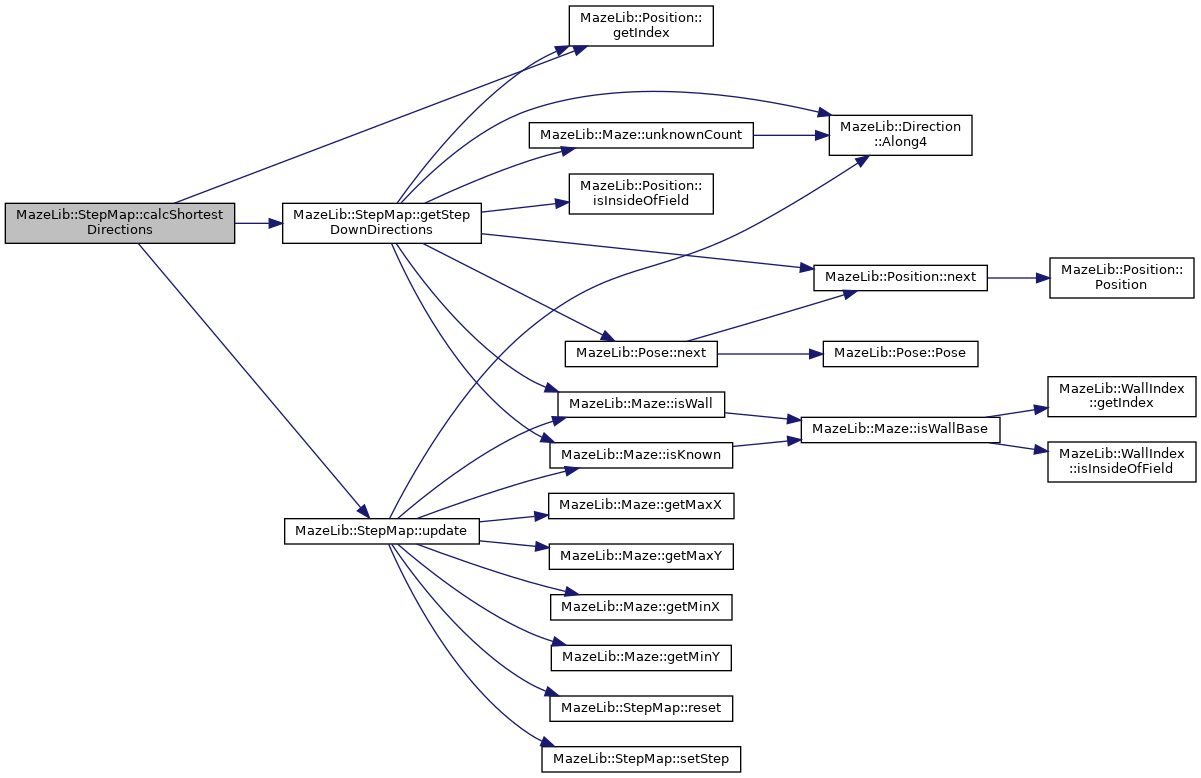 MazeLib::Position::
getIndex
MazeLib::Direction
::Along4
MazeLib::Maze::unknownCount
MazeLib::Position::
isInsideOfField
MazeLib::StepMap::calcShortest
Directions
MazeLib::StepMap::getStep
DownDirections
MazeLib::Position::next
MazeLib::Position::
Position
MazeLib::Pose::next
MazeLib::Pose::Pose
MazeLib::Maze::isWall
MazeLib::WallIndex
::getIndex
MazeLib::Maze::isWallBase
MazeLib::Maze::isKnown
MazeLib::WallIndex
::isInsideOfField
MazeLib::Maze::getMaxX
MazeLib::StepMap::update
MazeLib::Maze::getMaxY
MazeLib::Maze::getMinX
MazeLib::Maze::getMinY
MazeLib::StepMap::reset
MazeLib::StepMap::setStep